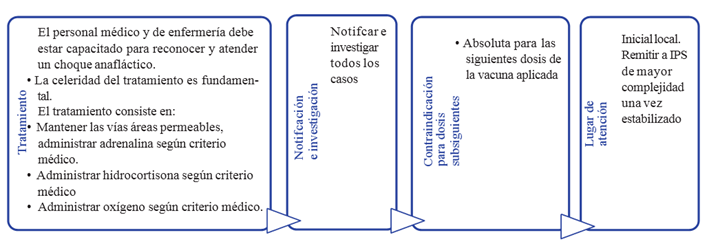 Tratamiento
El personal médico y de enfermería debe
estar capacitado para reconocer y atender
un choque anafláctico.
• La celeridad del tratamiento es fundamen-
tal.
El tratamiento consiste en:
• Mantener las vías áreas permeables,
administrar adrenalina según criterio
médico.
• Administrar hidrocortisona según criterio
médico
• Administrar oxígeno según criterio médico.
Notifcación
e investigación
Notifcar e
investigar
todos los
casos
Contraindicación
para dosis
subsiguientes
• Absoluta para las
siguientes dosis de
la vacuna aplicada
Lugar de
atención
Inicial local.
Remitir a IPS
de mayor
complejidad
una vez
estabilizado